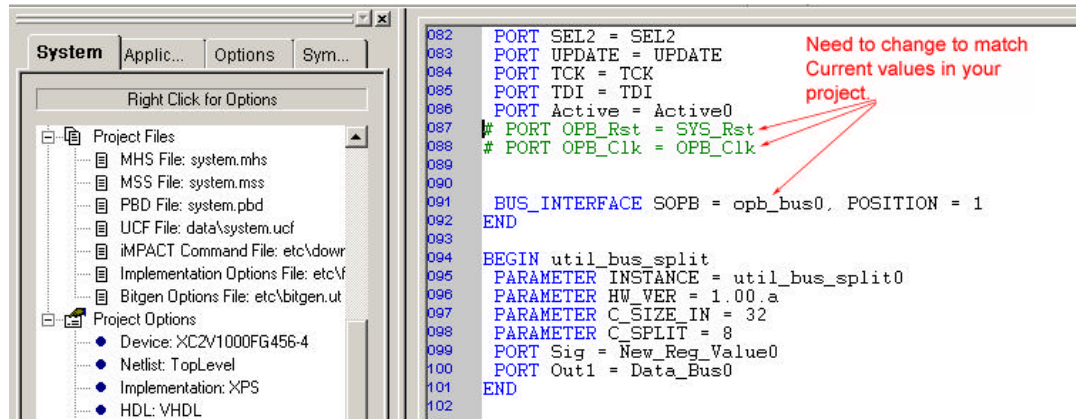 System
Applic...
Options
Sym...
Right Click for Options
Project Files
MHS File: system.mhs
MSS File: system.mss
PBD File: system.pbd
UCF File: data\system.ucf
iMPACT Command File: etc\dowr
Implementation Options File: etc\f
Bitgen Options File: etc\bitgen.ut
Project Options
Device: XC2V1000FG456-4
Netlist: TopLevel
Implementation: XPS
HDL: VHDL
082 PORT SEL2 = SEL2
083 PORT UPDATE = UPDATE
084 PORT TCK = TCK
085 PORT TDI = TDI
086 PORT Active = Active0
087 # PORT OPB_Rst = SYS_Rst
088 # PORT OPB_Clk = OPB_Clk
089
090
091 BUS_INTERFACE SOPB = opb_bus0, POSITION = 1
092 END
093
094 BEGIN util_bus_split
095 PARAMETER INSTANCE = util_bus_split0
096 PARAMETER HW_VER = 1.00.a
097 PARAMETER C_SIZE_IN = 32
098 PARAMETER C_SPLIT = 8
099 PORT Sig = New_Reg_Value0
100 PORT Out1 = Data_Bus0
101 END
102
Need to change to match
Current values in your
project.